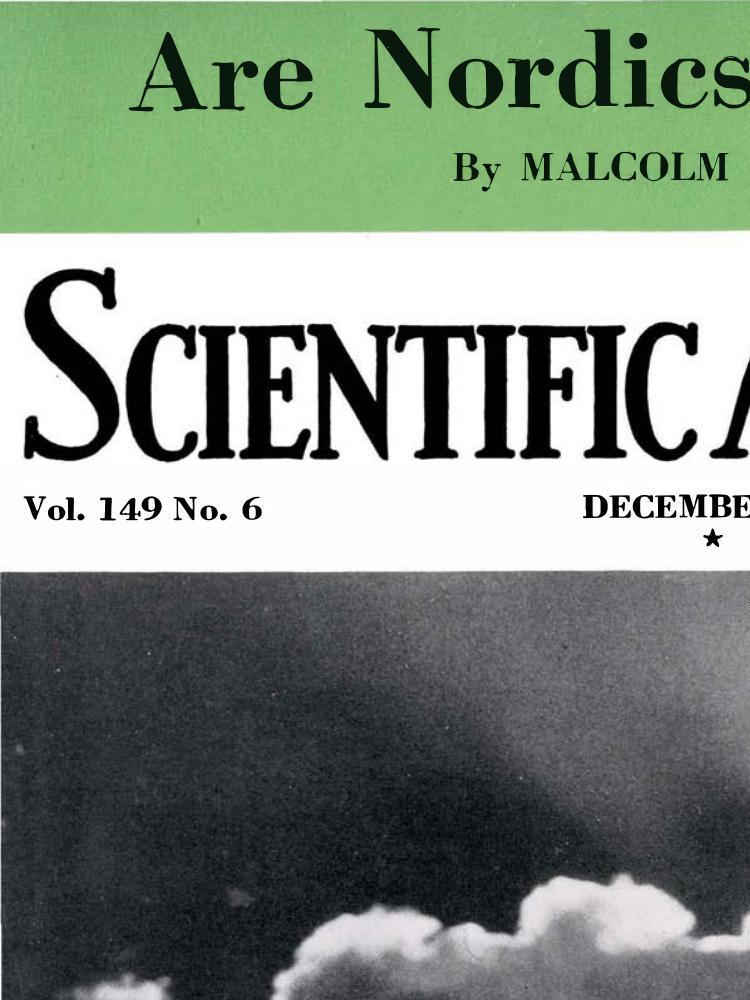 Are Nordics
By MALCOLM
SCIENTIFIC A
Vol. 149 No. 6
DECEMBE
★